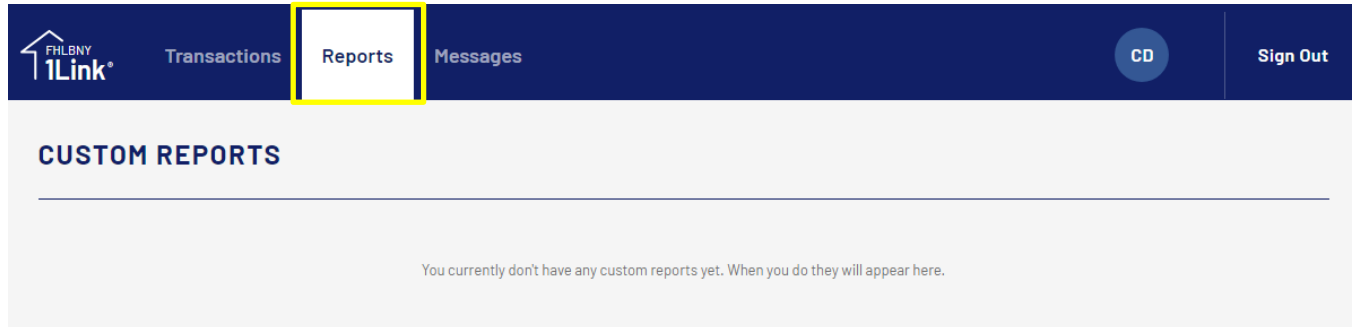 FHLBNY
1Link®
Transactions
Reports
Messages
CD
Sign Out
CUSTOM REPORTS
You currently don't have any custom reports yet. When you do they will appear here.